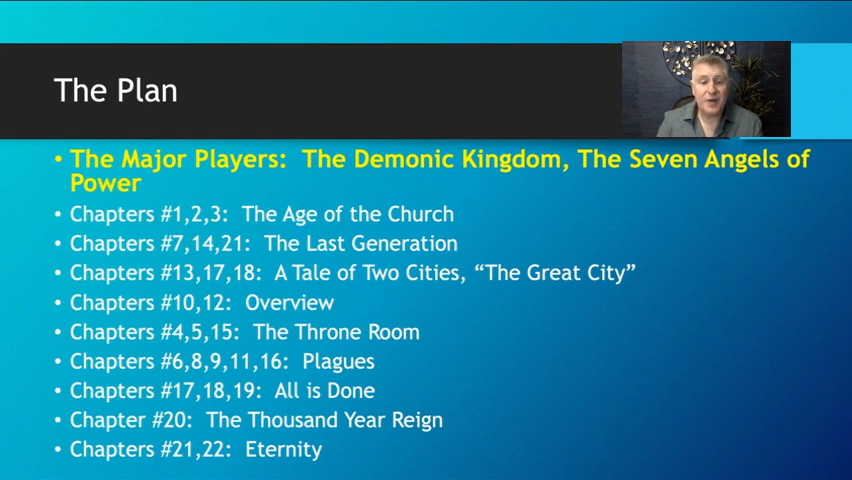 The Plan
• The Major Players: The Demonic Kingdom, The Seven Angels of
Power
• Chapters #1,2,3: The Age of the Church
• Chapters #7,14,21: The Last Generation
• Chapters #13,17,18: A Tale of Two Cities, “The Great City”
• Chapters #10,12: Overview
• Chapters #4,5,15: The Throne Room
• Chapters #6,8,9,11,16: Plagues
• Chapters #17,18,19: All is Done
• Chapter #20: The Thousand Year Reign
• Chapters #21,22: Eternity